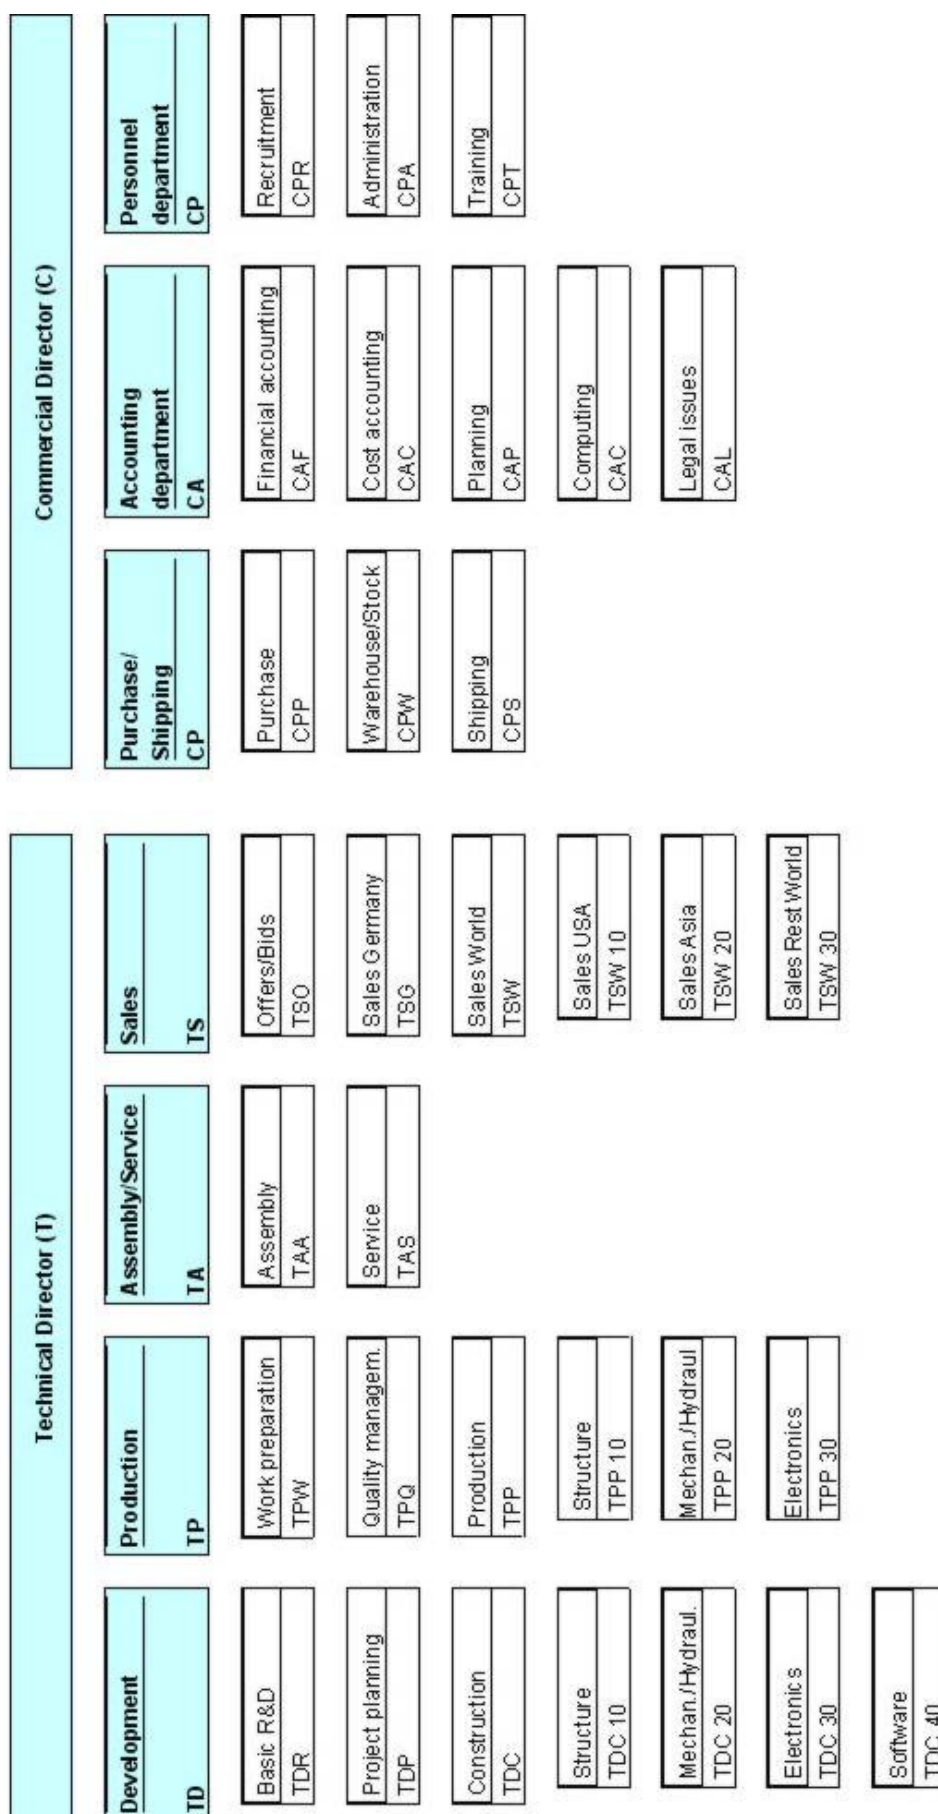 Technical Director (T)
Commercial Director (C)
Development
TD
Production
TP
Assembly/Service
TA
Sales
TS
Purchase/
Shipping
CP
Accounting
department
CA
Personnel
department
CP
Basic R&D
TDR
Work preparation
TPW
Assembly
TAA
Offers/Bids
TSO
Purchase
CPP
Financial accounting
CAF
Recruitment
CPR
Project planning
TDP
Quality managem.
TPQ
Service
TAS
Sales Germany
TSG
Warehouse/Stock
CPW
Cost accounting
CAC
Administration
CPA
Construction
TDC
Production
TPP
Sales World
TSW
Shipping
CPS
Planning
CAP
Training
CPT
Structure
TDC 10
Structure
TPP 10
Sales USA
TSW 10
Computing
CAC
Mechan./Hydraul.
TDC 20
Mechan./Hydraul
TPP 20
Sales Asia
TSW 20
Legal issues
CAL
Electronics
TDC 30
Electronics
TPP 30
Sales Rest World
TSW 30
Software
TDC 40